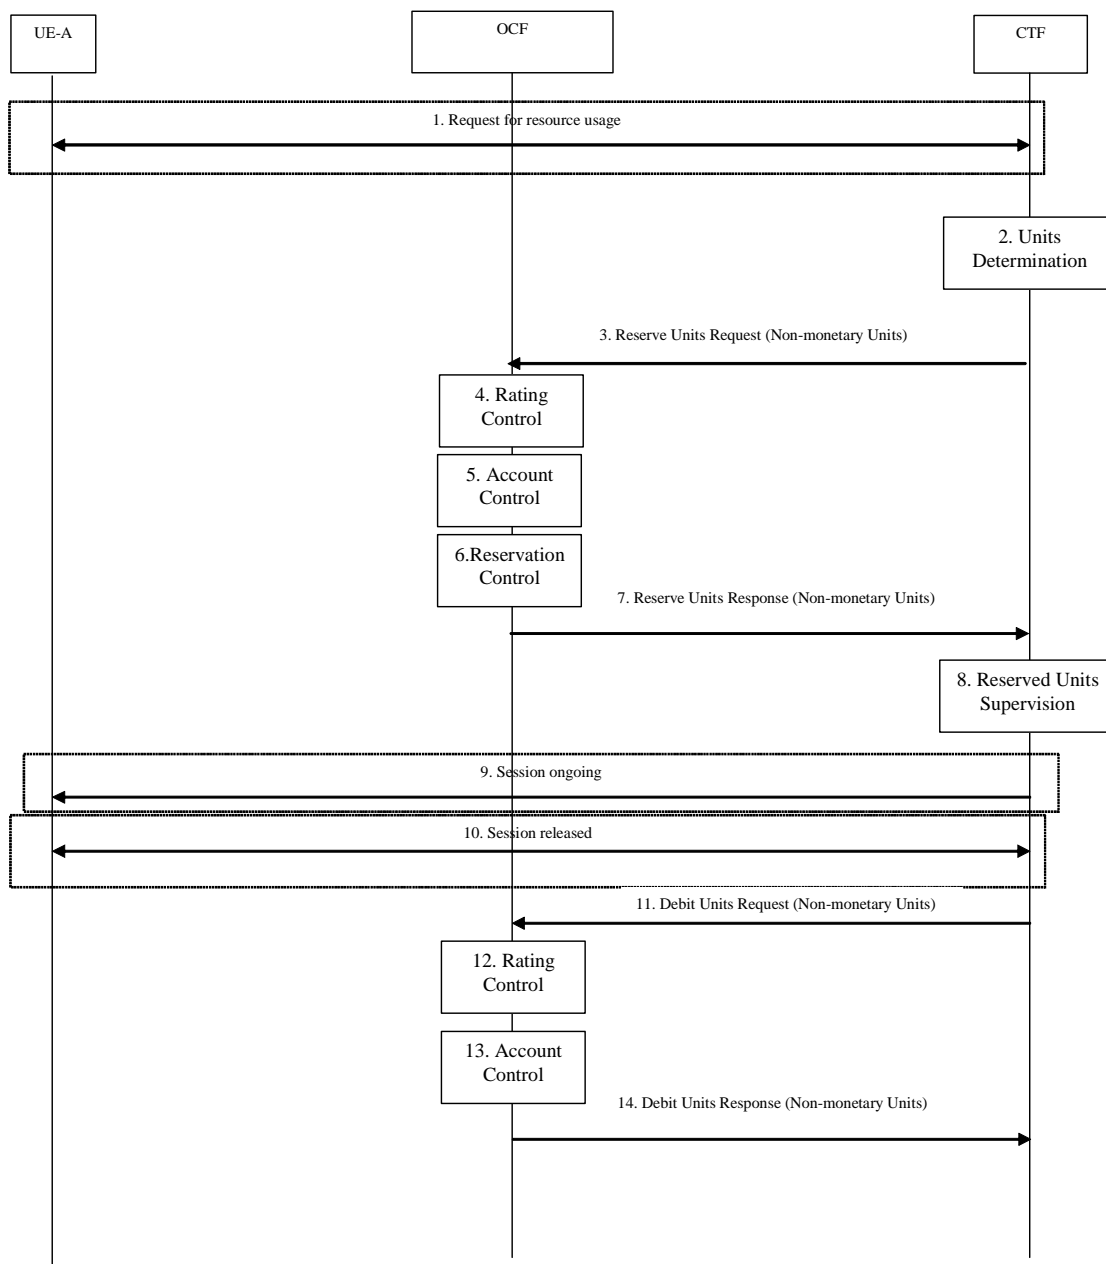 UE-A
OCF
CTF
1. Request for resource usage
2. Units
Determination
3. Reserve Units Request (Non-monetary Units)
4. Rating
Control
5. Account
Control
6.Reservation
Control
7. Reserve Units Response (Non-monetary Units)
8. Reserved Units
Supervision
9. Session ongoing
10. Session released
11. Debit Units Request (Non-monetary Units)
12. Rating
Control
13. Account
Control
14. Debit Units Response (Non-monetary Units)